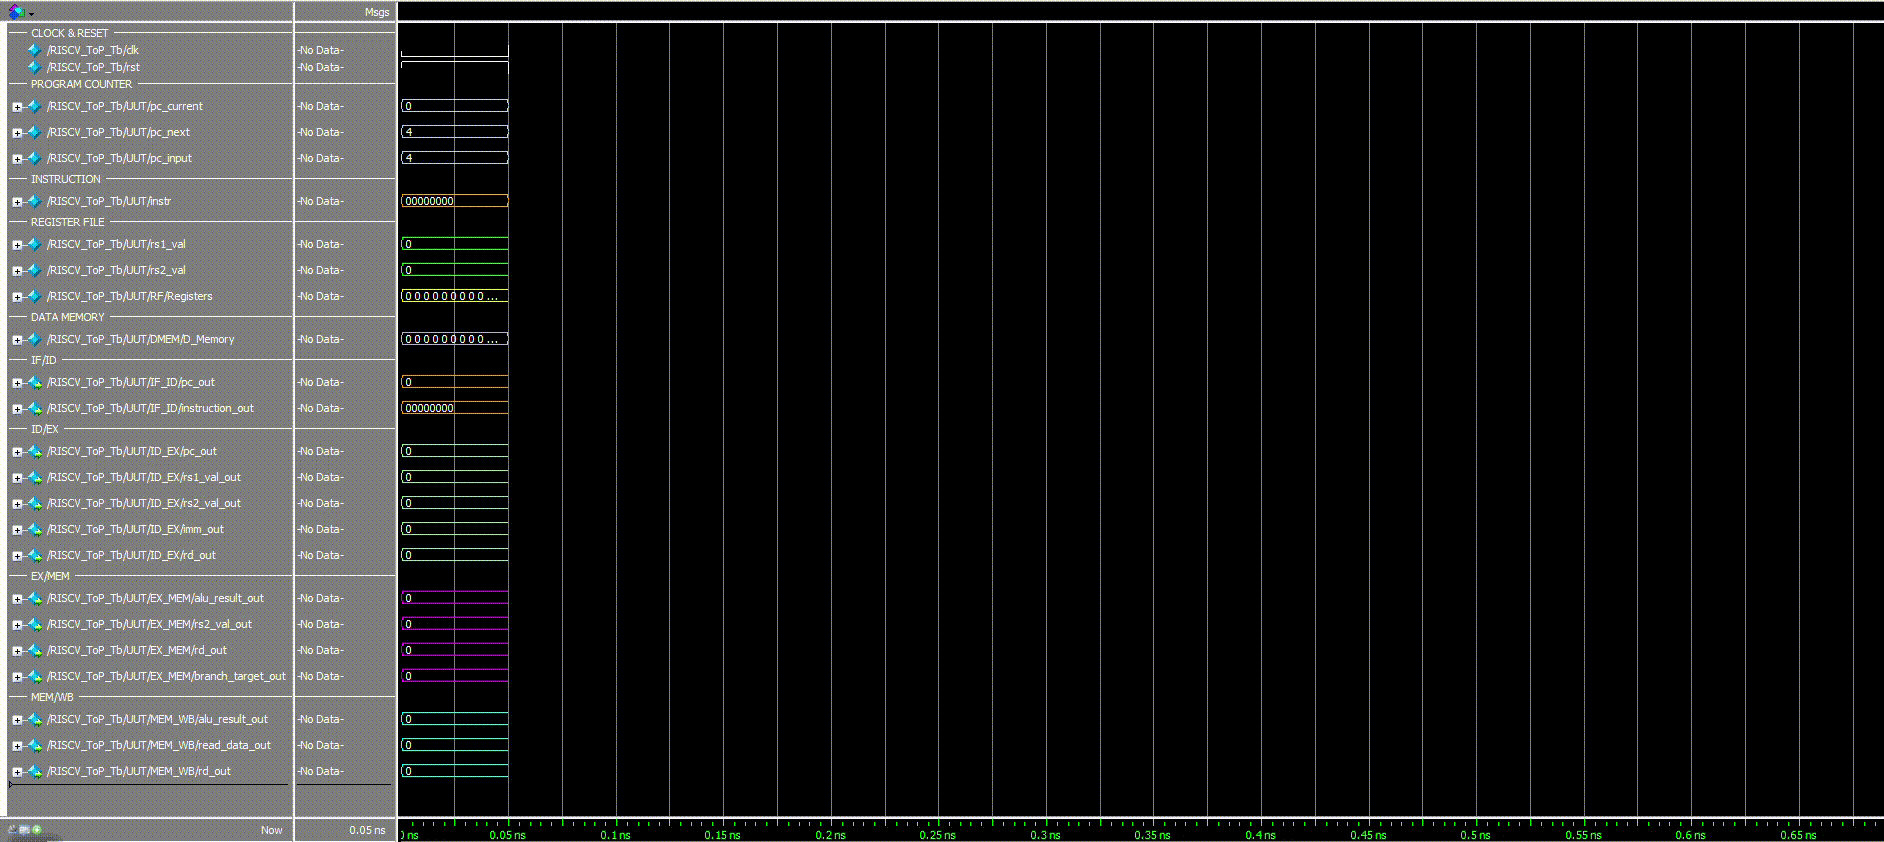 Msgs
CLOCK & RESET
/RISCV_ToP_Tb/clk -No Data-
/RISCV_ToP_Tb/rst -No Data-
PROGRAM COUNTER
/RISCV_ToP_Tb/UUT/pc_current -No Data- 0
/RISCV_ToP_Tb/UUT/pc_next -No Data- 4
/RISCV_ToP_Tb/UUT/pc_input -No Data- 4
INSTRUCTION
/RISCV_ToP_Tb/UUT/instr -No Data- 00000000
REGISTER FILE
/RISCV_ToP_Tb/UUT/rs1_val -No Data- 0
/RISCV_ToP_Tb/UUT/rs2_val -No Data- 0
/RISCV_ToP_Tb/UUT/RF/Registers -No Data- 0 0 0 0 0 0 0 0 0 ...
DATA MEMORY
/RISCV_ToP_Tb/UUT/DMEM/D_Memory -No Data- 0 0 0 0 0 0 0 0 0 ...
IF/ID
/RISCV_ToP_Tb/UUT/IF_ID/pc_out -No Data- 0
/RISCV_ToP_Tb/UUT/IF_ID/instruction_out -No Data- 00000000
ID/EX
/RISCV_ToP_Tb/UUT/ID_EX/pc_out -No Data- 0
/RISCV_ToP_Tb/UUT/ID_EX/rs1_val_out -No Data- 0
/RISCV_ToP_Tb/UUT/ID_EX/rs2_val_out -No Data- 0
/RISCV_ToP_Tb/UUT/ID_EX/imm_out -No Data- 0
/RISCV_ToP_Tb/UUT/ID_EX/rd_out -No Data- 0
EX/MEM
/RISCV_ToP_Tb/UUT/EX_MEM/alu_result_out -No Data- 0
/RISCV_ToP_Tb/UUT/EX_MEM/rs2_val_out -No Data- 0
/RISCV_ToP_Tb/UUT/EX_MEM/rd_out -No Data- 0
/RISCV_ToP_Tb/UUT/EX_MEM/branch_target_out -No Data- 0
MEM/WB
/RISCV_ToP_Tb/UUT/MEM_WB/alu_result_out -No Data- 0
/RISCV_ToP_Tb/UUT/MEM_WB/read_data_out -No Data- 0
/RISCV_ToP_Tb/UUT/MEM_WB/rd_out -No Data- 0
Now 0.05 ns 0 ns 0.05 ns 0.1 ns 0.15 ns 0.2 ns 0.25 ns 0.3 ns 0.35 ns 0.4 ns 0.45 ns 0.5 ns 0.55 ns 0.6 ns 0.65 ns